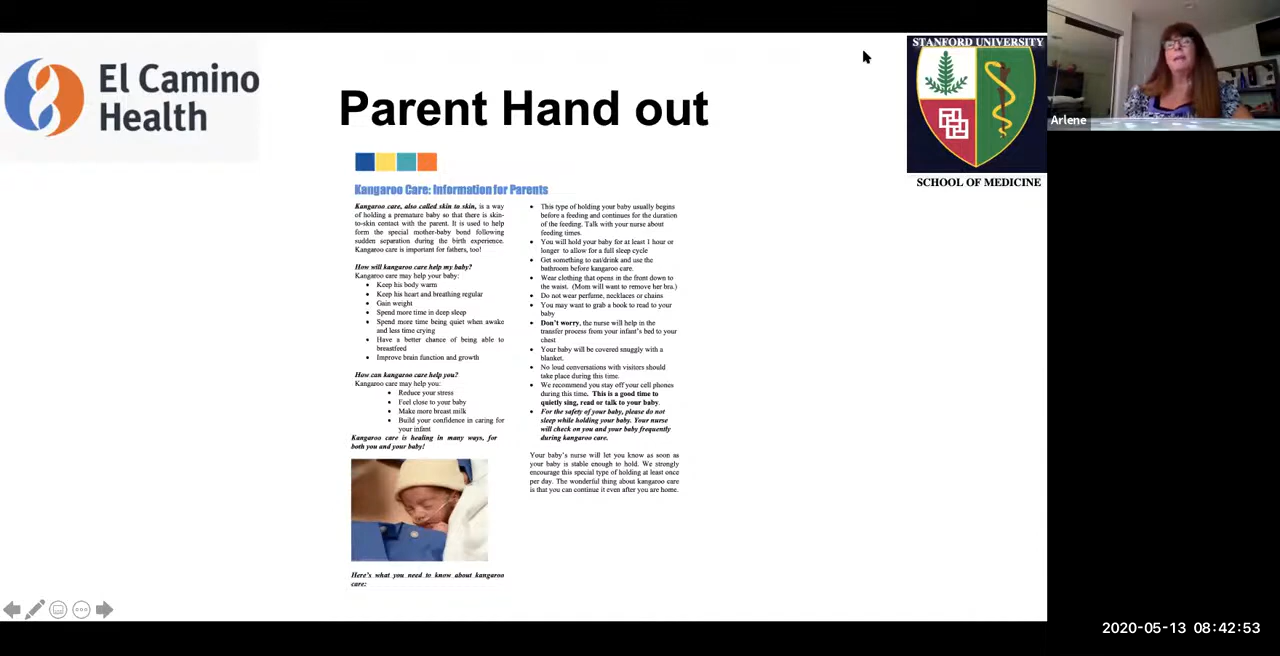 El Camino
Health
Parent Hand out
STANFORD UNIVERSITY
SCHOOL OF MEDICINE
Arlene
Kangaroo Care: Information for Parents
Kangaroo care, also called skin to skin, is a way
of holding a premature baby so that there is skin-
to-skin contact with the parent. It is used to help
form the special mother-baby bond following
sudden separation during the birth experience.
Kangaroo care is important for fathers, too!
How will kangaroo care help my baby?
Kangaroo care may help your baby:
• Keep his body warm
• Keep his heart and breathing regular
• Gain weight
• Spend more time in deep sleep
• Spend more time being quiet when awake
and less time crying
• Have a better chance of being able to
breastfeed
• Improve brain function and growth
How can kangaroo care help you?
Kangaroo care may help you:
• Reduce your stress
• Feel close to your baby
• Make more breast milk
• Build your confidence in caring for
your infant
Kangaroo care is healing in many ways, for
both you and your baby!
Here's what you need to know about kangaroo
care:
• This type of holding your baby usually begins
before a feeding and continues for the duration
of the feeding. Talk with your nurse about
feeding times.
• You will hold your baby for at least 1 hour or
longer to allow for a full sleep cycle
• Get something to eat/drink and use the
bathroom before kangaroo care.
• Wear clothing that opens in the front down to
the waist. (Mom will want to remove her bra.)
• Do not wear perfume, necklaces or chains
• You may want to grab a book to read to your
baby
• Don't worry, the nurse will help in the
transfer process from your infant's bed to your
chest
• Your baby will be covered snuggly with a
blanket.
• No loud conversations with visitors should
take place during this time.
• We recommend you stay off your cell phones
during this time. This is a good time to
quietly sing, read or talk to your baby.
• For the safety of your baby, please do not
sleep while holding your baby. Your nurse
will check on you and your baby frequently
during kangaroo care.
Your baby's nurse will let you know as soon as
your baby is stable enough to hold. We strongly
encourage this special type of holding at least once
per day. The wonderful thing about kangaroo care
is that you can continue it even after you are home.
2020-05-13 08:42:53